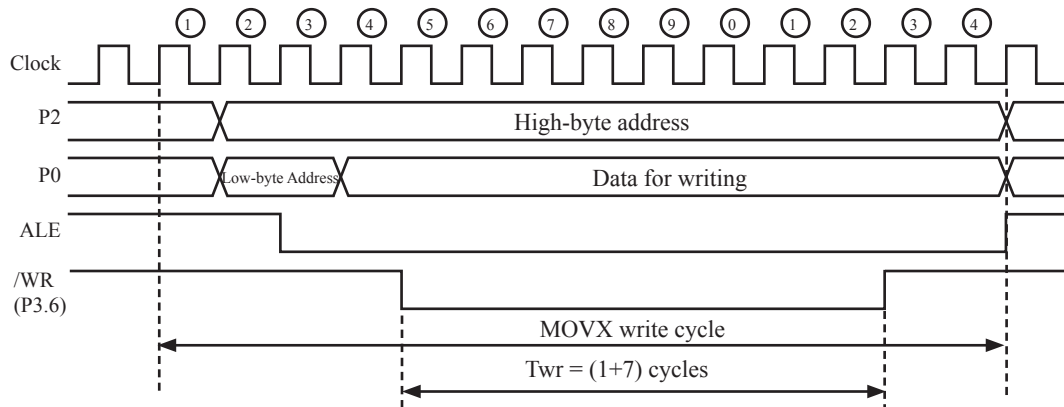 1 2 3 4 5 6 7 8 9 0 1 2 3 4
Clock
P2 High-byte address
P0 Low-byte Address Data for writing
ALE
/WR
(P3.6)
MOVX write cycle
Twr = (1+7) cycles